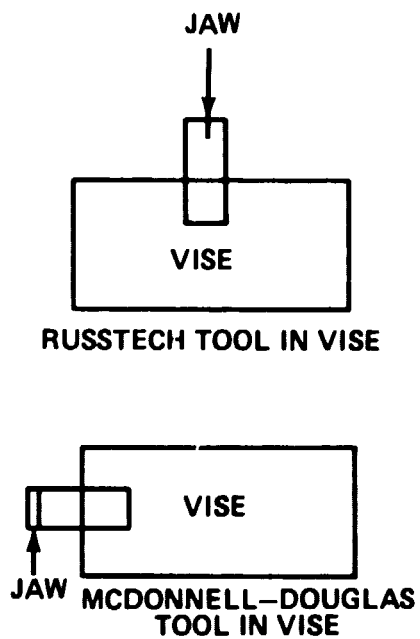 JAW
VISE
RUSSTECH TOOL IN VISE
VISE
JAW
MCDONNELL–DOUGLAS
TOOL IN VISE